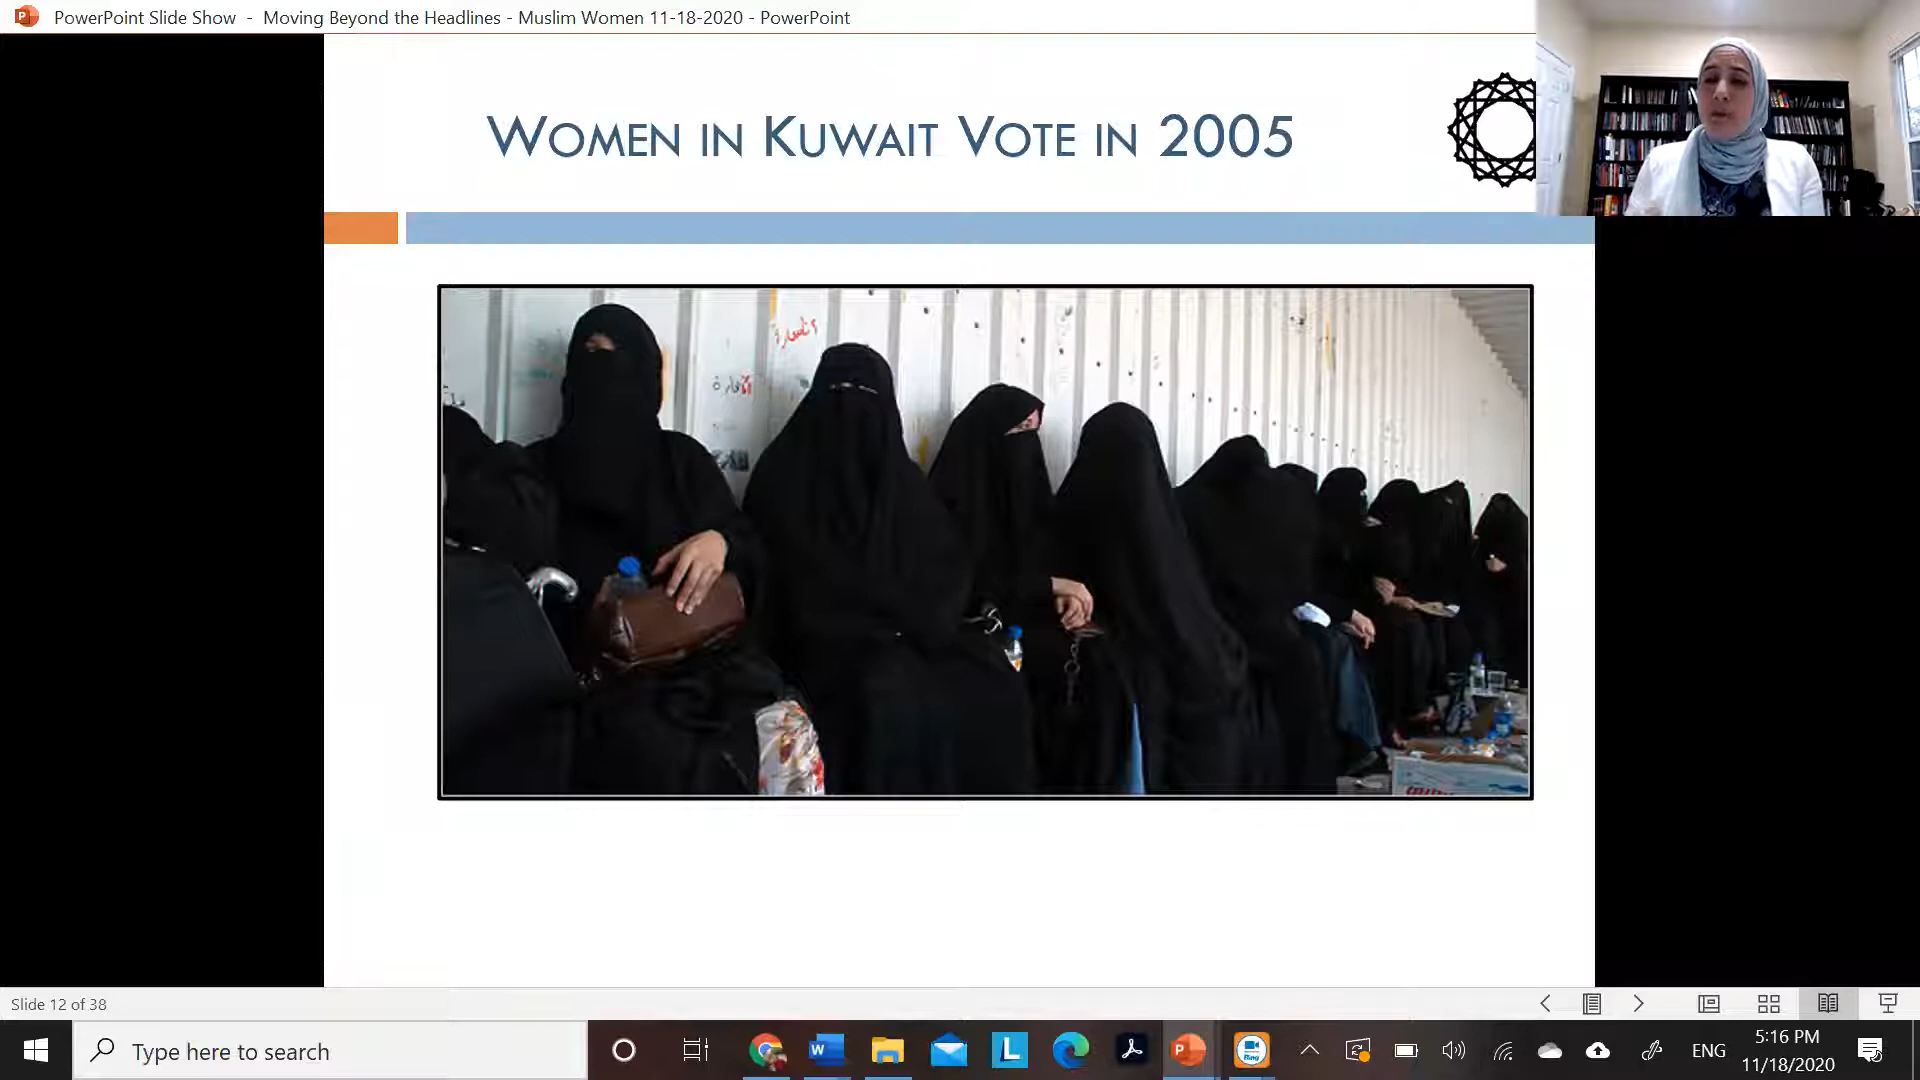 PowerPoint Slide Show - Moving Beyond the Headlines - Muslim Women 11-18-2020 - PowerPoint
WOMEN IN KUWAIT VOTE IN 2005
Slide 12 of 38
Type here to search
ENG
5:16 PM
11/18/2020